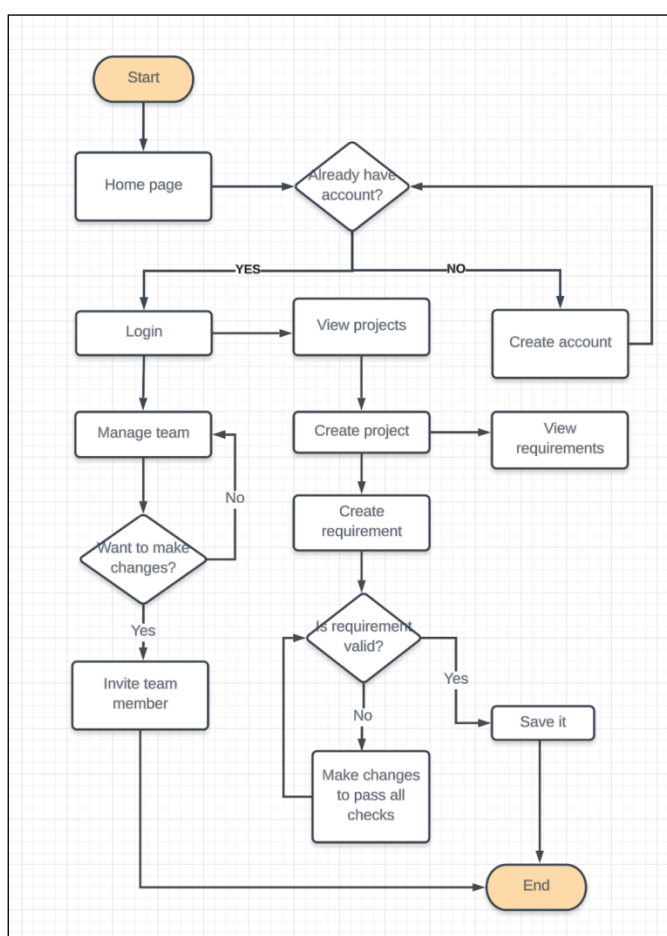 Start
Home page
Already have
account?
YES
NO
Login
View projects
Create account
Manage team
Create project
View
requirements
No
Create
requirement
Want to make
changes?
Is requirement
valid?
Yes
Yes
Invite team
member
No
Save it
Make changes
to pass all
checks
End